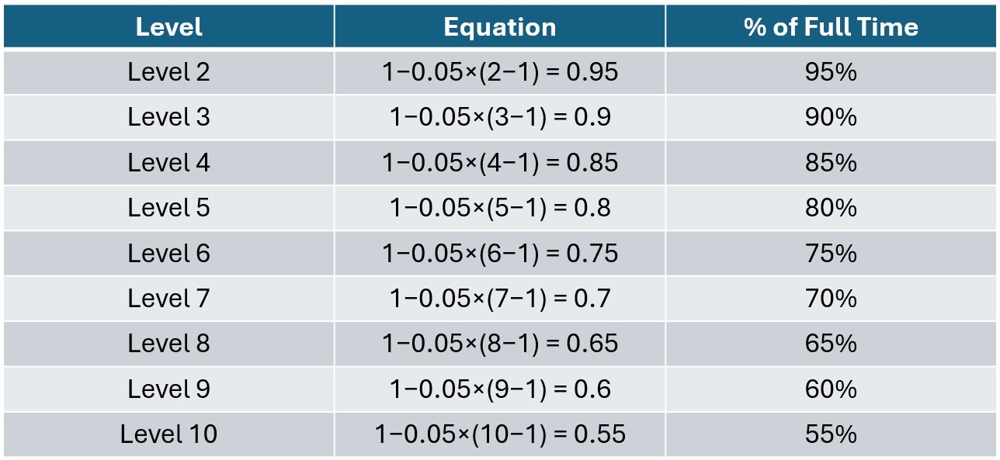 Level Equation % of Full Time
Level 2 1−0.05×(2−1) = 0.95 95%
Level 3 1−0.05×(3−1) = 0.9 90%
Level 4 1−0.05×(4−1) = 0.85 85%
Level 5 1−0.05×(5−1) = 0.8 80%
Level 6 1−0.05×(6−1) = 0.75 75%
Level 7 1−0.05×(7−1) = 0.7 70%
Level 8 1−0.05×(8−1) = 0.65 65%
Level 9 1−0.05×(9−1) = 0.6 60%
Level 10 1−0.05×(10−1) = 0.55 55%